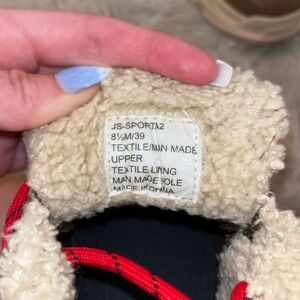 JS-SPORTA2
8½M/39
TEXTILE/MAN MADE
UPPER
TEXTILE LINING
MAN MADE SOLE
MADE IN CHINA